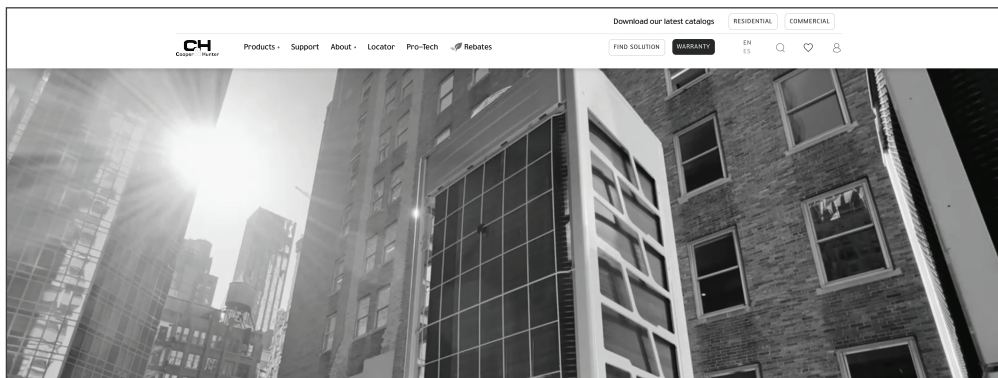 Download our latest catalogs RESIDENTIAL COMMERCIAL
CH
Cooper Hunter
Products Support About Locator Pro-Tech Rebates FIND SOLUTION WARRANTY EN
ES